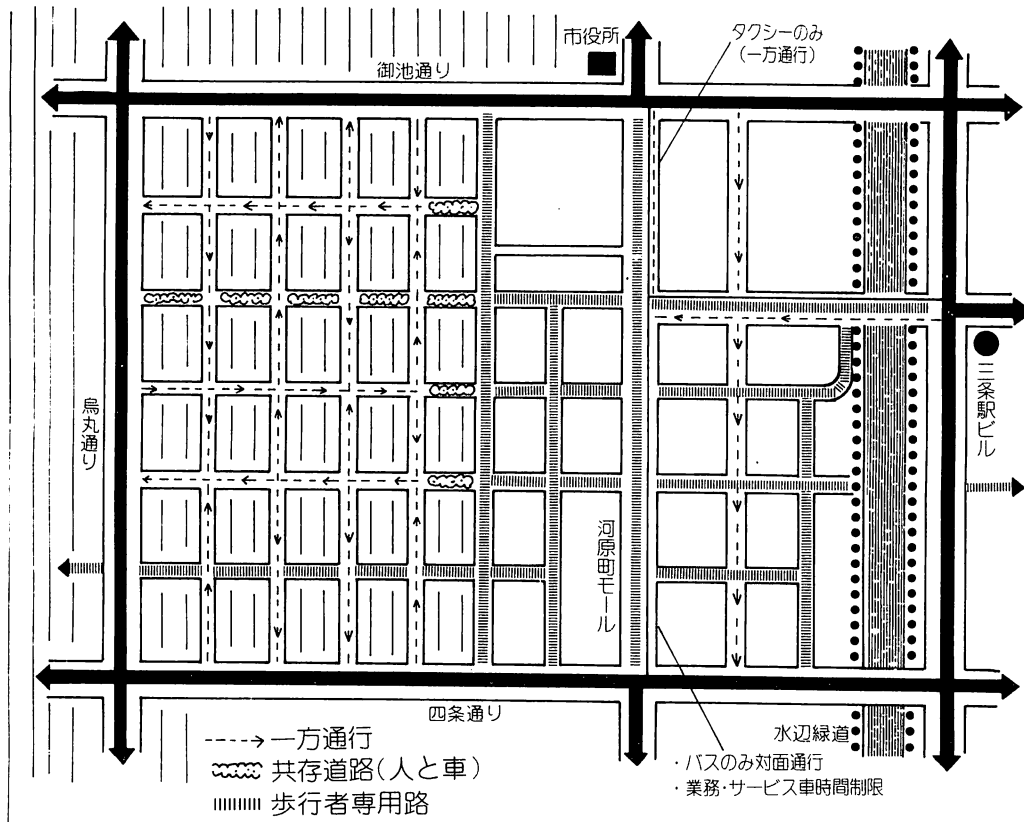 市役所
タクシーのみ
(一方通行)
御池通り
烏丸通り
三条駅ビル
河原町モール
四条通り
水辺緑道
・バスのみ対面通行
・業務・サービス車時間制限
一方通行
共存道路(人と車)
歩行者専用路